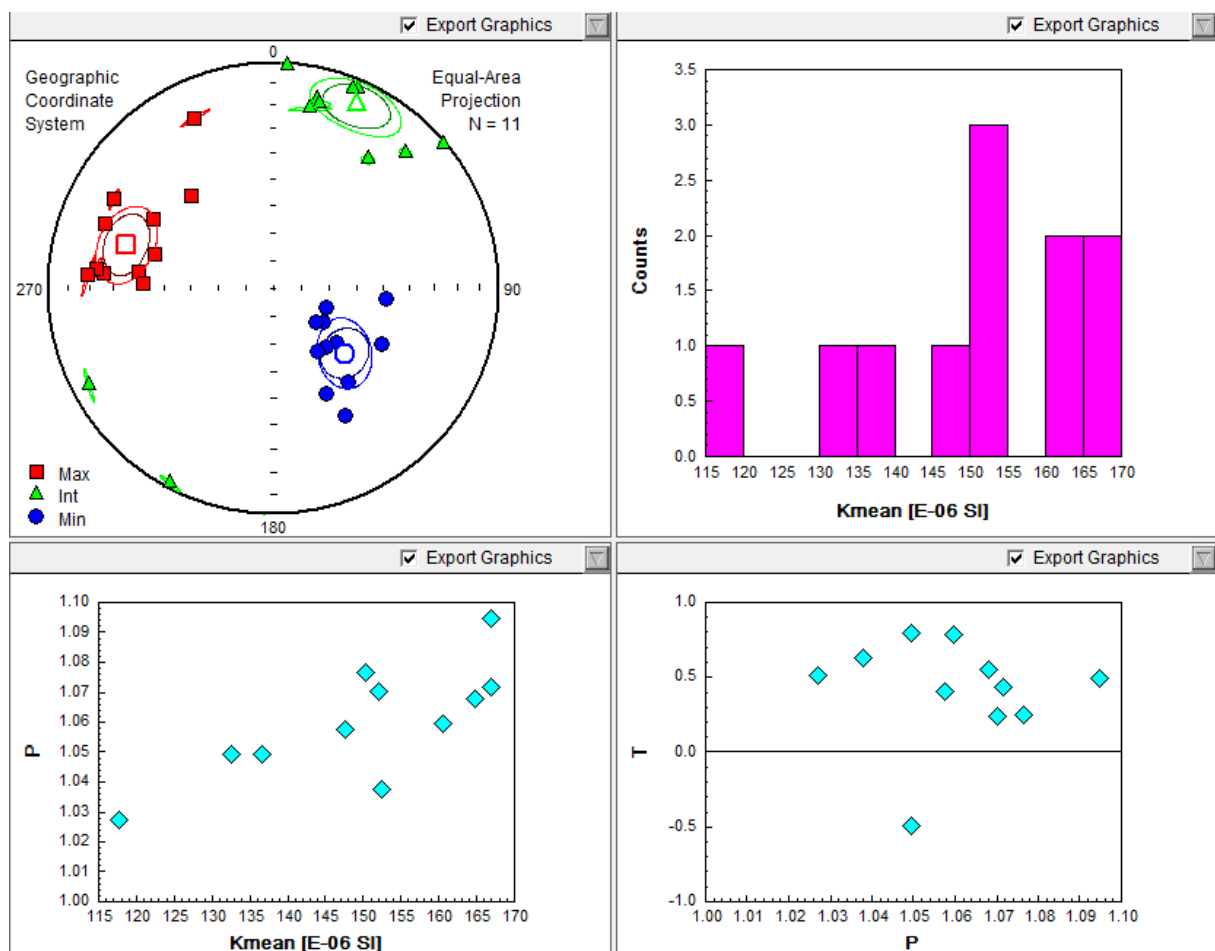 Export Graphics
Geographic
Coordinate
System
0
Equal-Area
Projection
N = 11
270
90
Max
Int
Min
180
Export Graphics
3.5
3.0
2.5
2.0
1.5
1.0
0.5
0.0
Counts
115 120 125 130 135 140 145 150 155 160 165 170
Kmean [E-06 SI]
Export Graphics
1.10
1.09
1.08
1.07
1.06
1.05
1.04
1.03
1.02
1.01
1.00
P
115 120 125 130 135 140 145 150 155 160 165 170
Kmean [E-06 SI]
Export Graphics
1.0
0.5
0.0
-0.5
-1.0
T
1.00 1.01 1.02 1.03 1.04 1.05 1.06 1.07 1.08 1.09 1.10
P